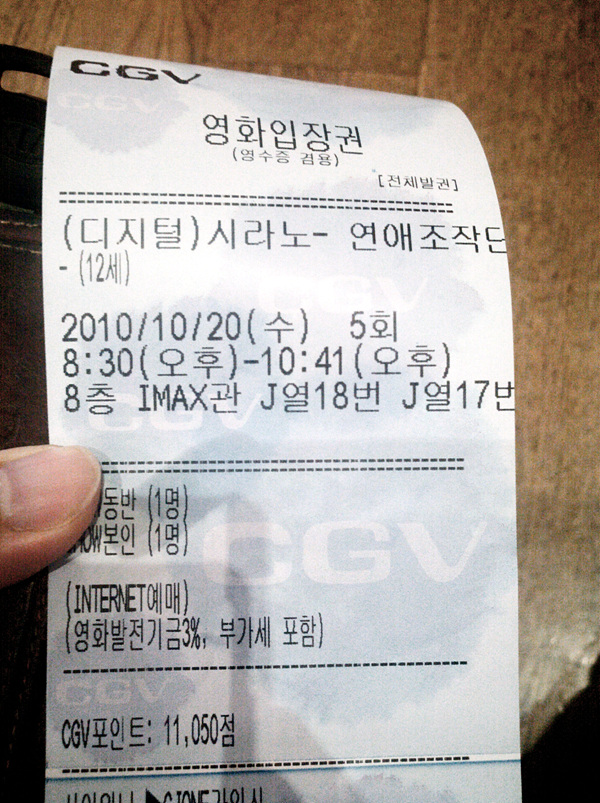 CGV
영화입장권
(영수증 겸용)
[전체발권]
(디지털)시라노- 연애조작단
- (12세)
2010/10/20(수) 5회
8:30(오후)-10:41(오후)
8층 IMAX관 J열18번 J열17번
동반 (1명)
본인 (1명)
CGV
(INTERNET예매)
(영화발전기금3%, 부가세 포함)
CGV포인트: 11,050점